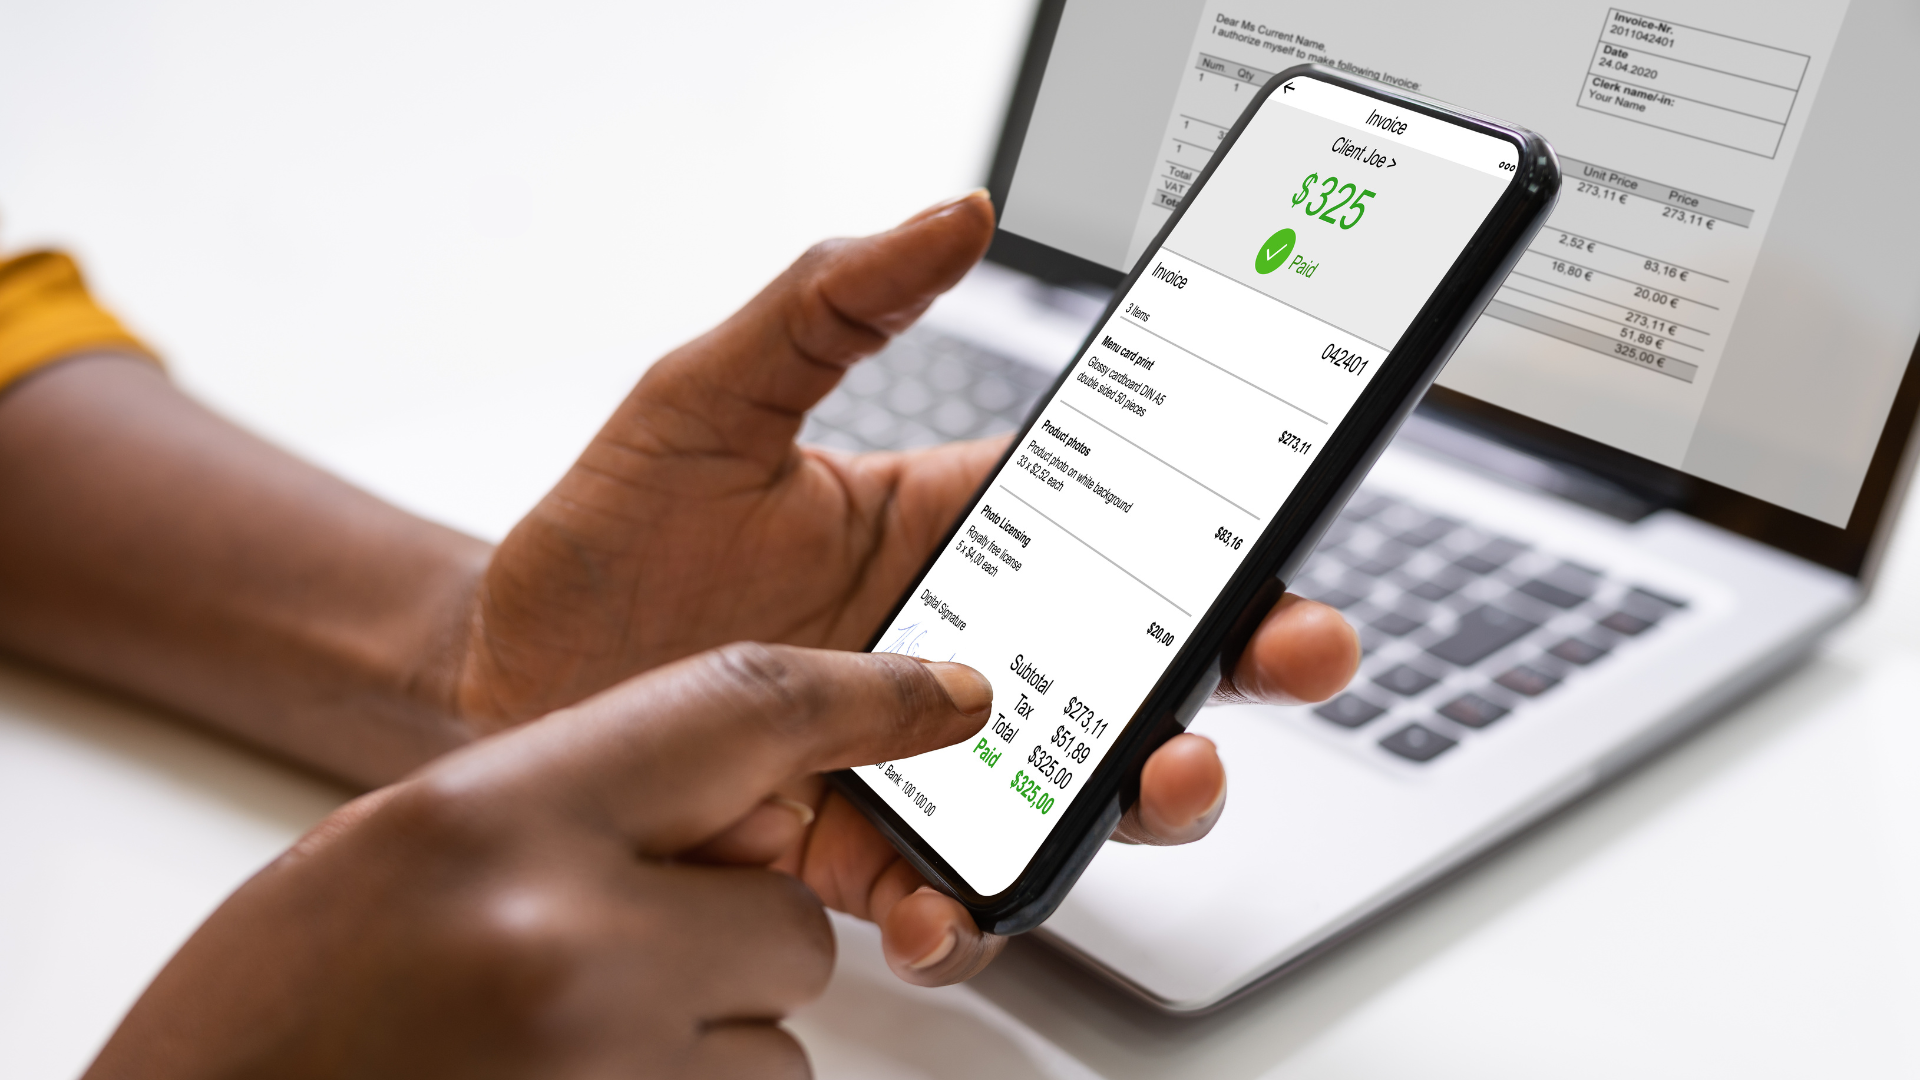 Dear Ms Current Name,
I authorize myself to make following Invoice:
Invoice-Nr.
2011042401
Date
24.04.2020
Clerk name/-in:
Your Name
Num. Qty
Unit Price Price
1 1
273,11 € 273,11 €
1
2,52 € 83,16 €
1
16,80 € 20,00 €
Total
273,11 €
VAT
51,89 €
325,00 €
Invoice
Client Joe >
$325
Paid
Invoice
042401
3 Items
Menu card print
Glossy cardboard DIN A5
double sided 50 pieces
$273,11
Product photos
Product photo on white background
33 x $2,52 each
$83,16
Photo Licensing
Royalty free license
5 x $4,00 each
$20,00
Digital Signature
Subtotal $273,11
Tax $51,89
Total $325,00
Paid $325,00
Bank: 100 100 00